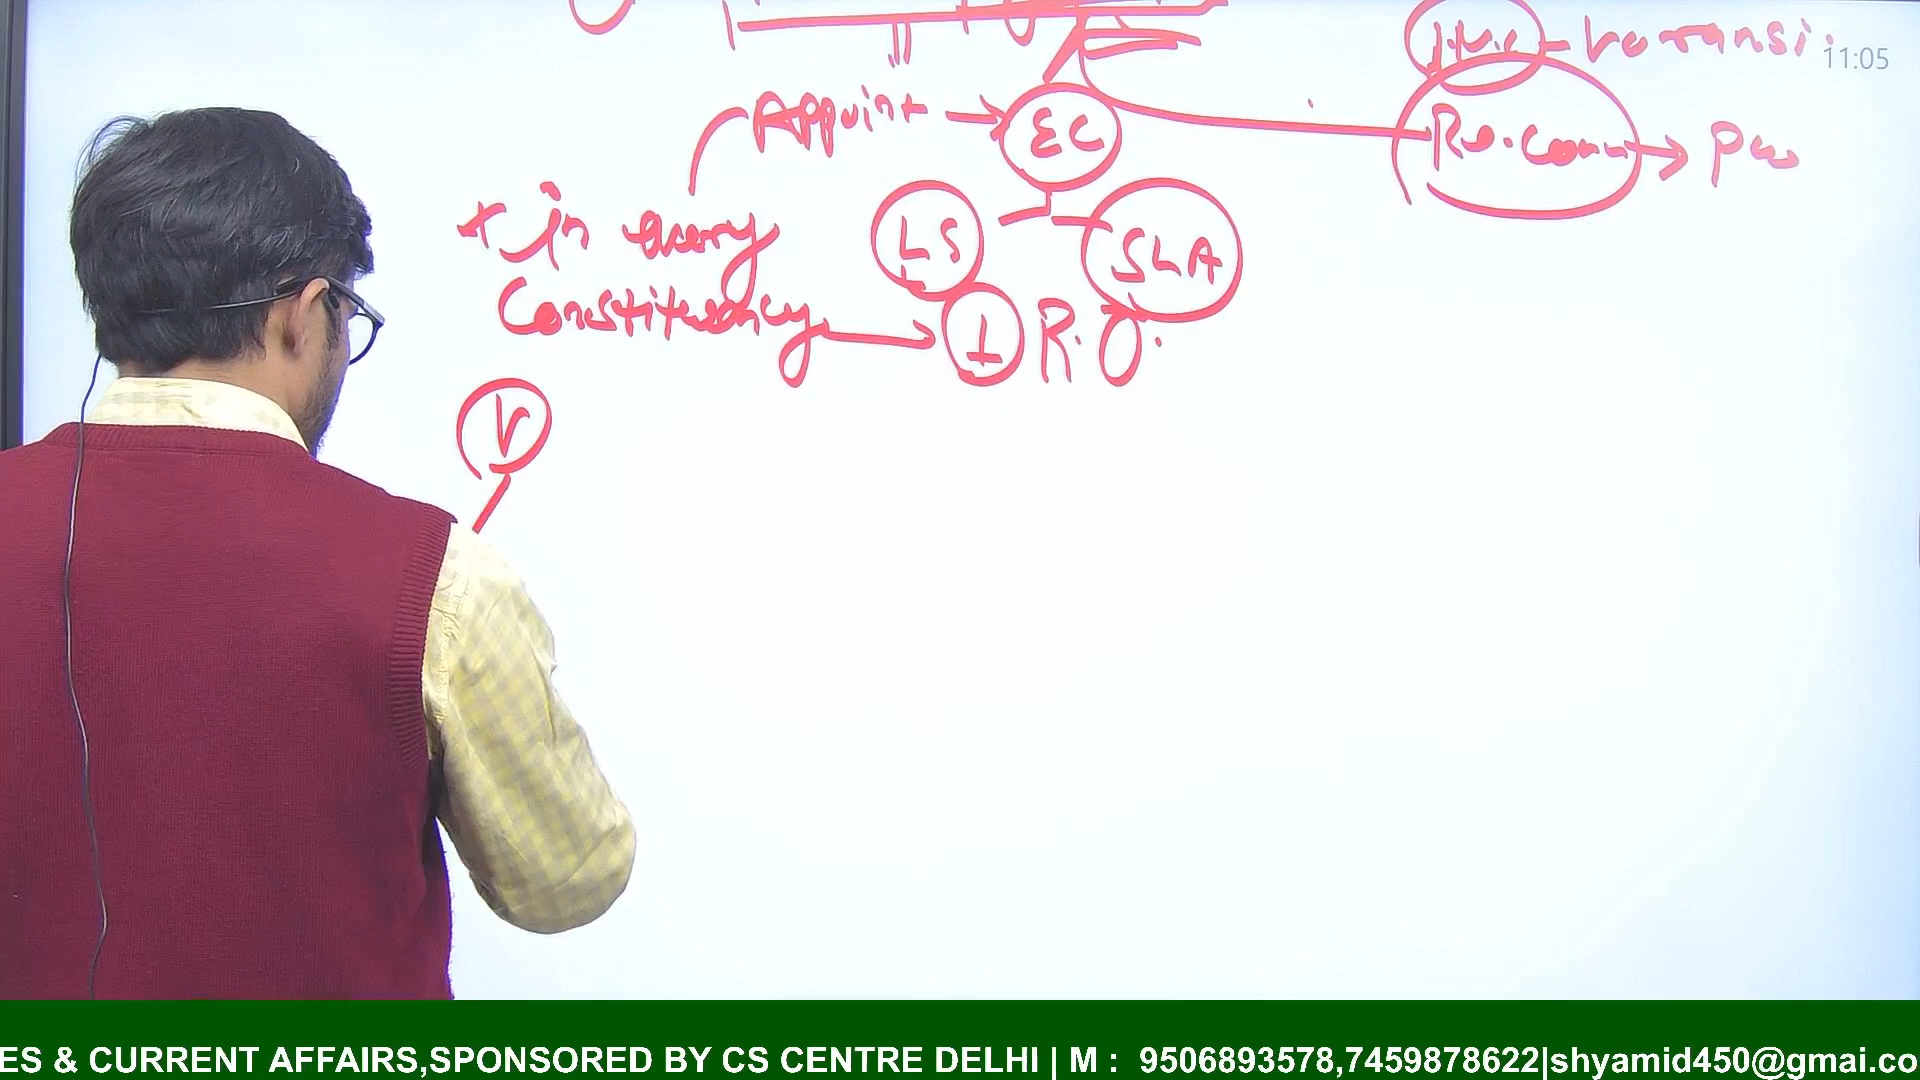 - Varansi.
11:05
Appoint → EC
Re. Comm → PW
+ in every
LS
SLA
Constituency → 1 R.O.
V
ES & CURRENT AFFAIRS,SPONSORED BY CS CENTRE DELHI | M : 9506893578,7459878622|shyamid450@gmai.co